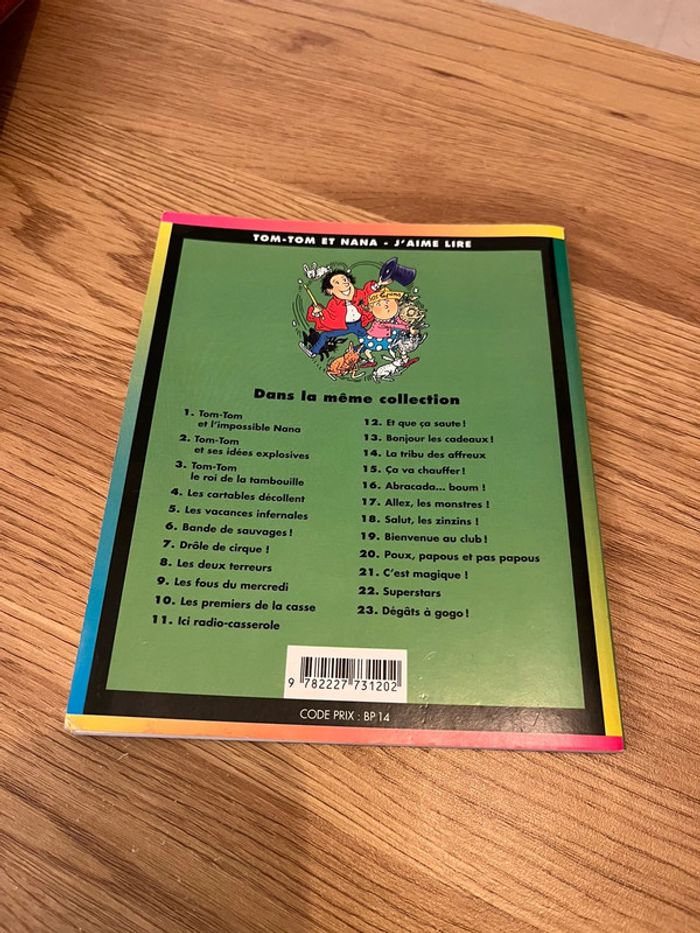 TOM-TOM ET NANA - J'AIME LIRE
Dans la même collection
1. Tom-Tom
et l'impossible Nana
2. Tom-Tom
et ses idées explosives
3. Tom-Tom
le roi de la tambouille
4. Les cartables décollent
5. Les vacances infernales
6. Bande de sauvages !
7. Drôle de cirque !
8. Les deux terreurs
9. Les fous du mercredi
10. Les premiers de la casse
11. Ici radio-casserole
12. Et que ça saute !
13. Bonjour les cadeaux !
14. La tribu des affreux
15. Ça va chauffer !
16. Abracada... boum !
17. Allez, les monstres !
18. Salut, les zinzins !
19. Bienvenue au club !
20. Poux, papous et pas papous
21. C'est magique !
22. Superstars
23. Dégâts à gogo !
9 782227 731202
CODE PRIX : BP 14